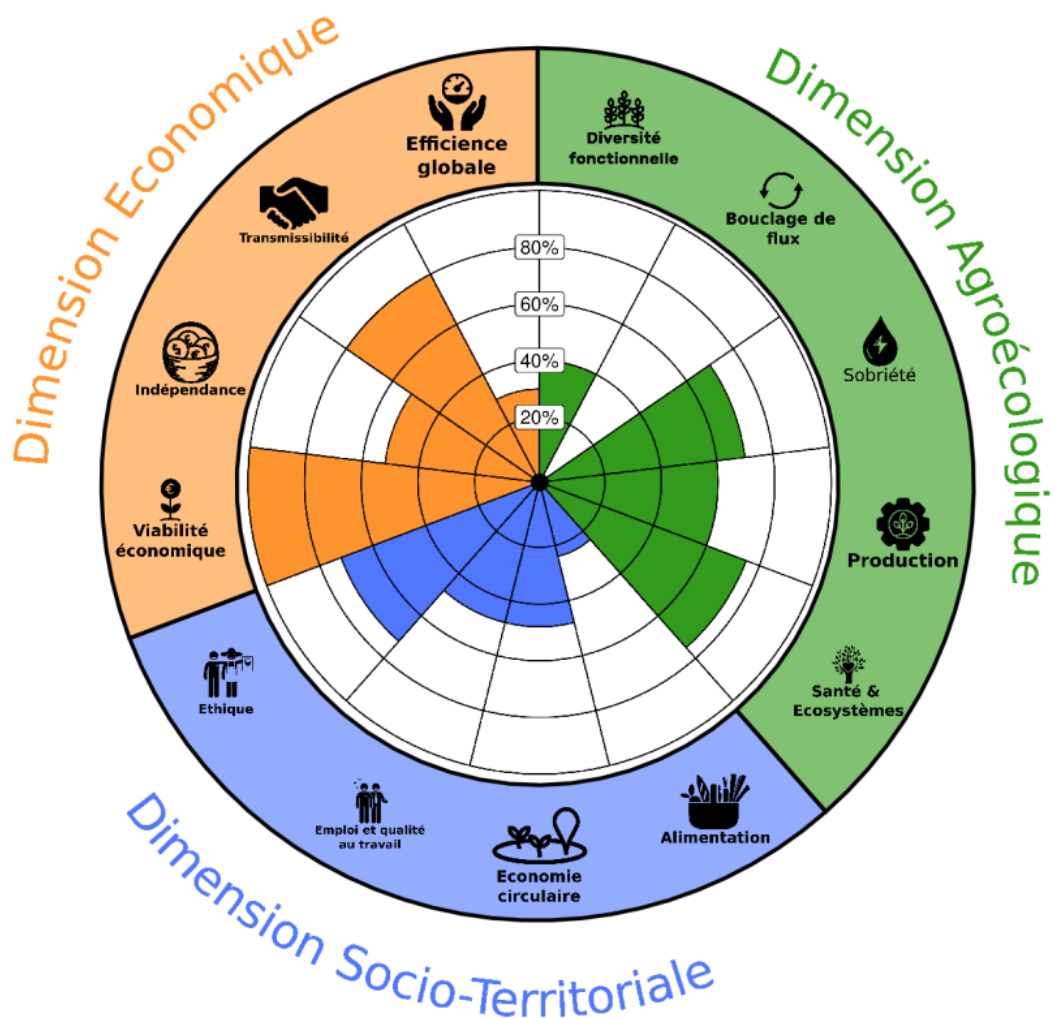 Dimension Economique
Dimension Agroécologique
Efficience
globale
Diversité
fonctionnelle
Transmissibilité
Bouclage de
flux
80%
60%
Sobriété
Indépendance
40%
20%
Viabilité
économique
Production
Santé &
Ecosystèmes
Ethique
Emploi et qualité
au travail
Alimentation
Economie
circulaire
Dimension Socio-Territoriale